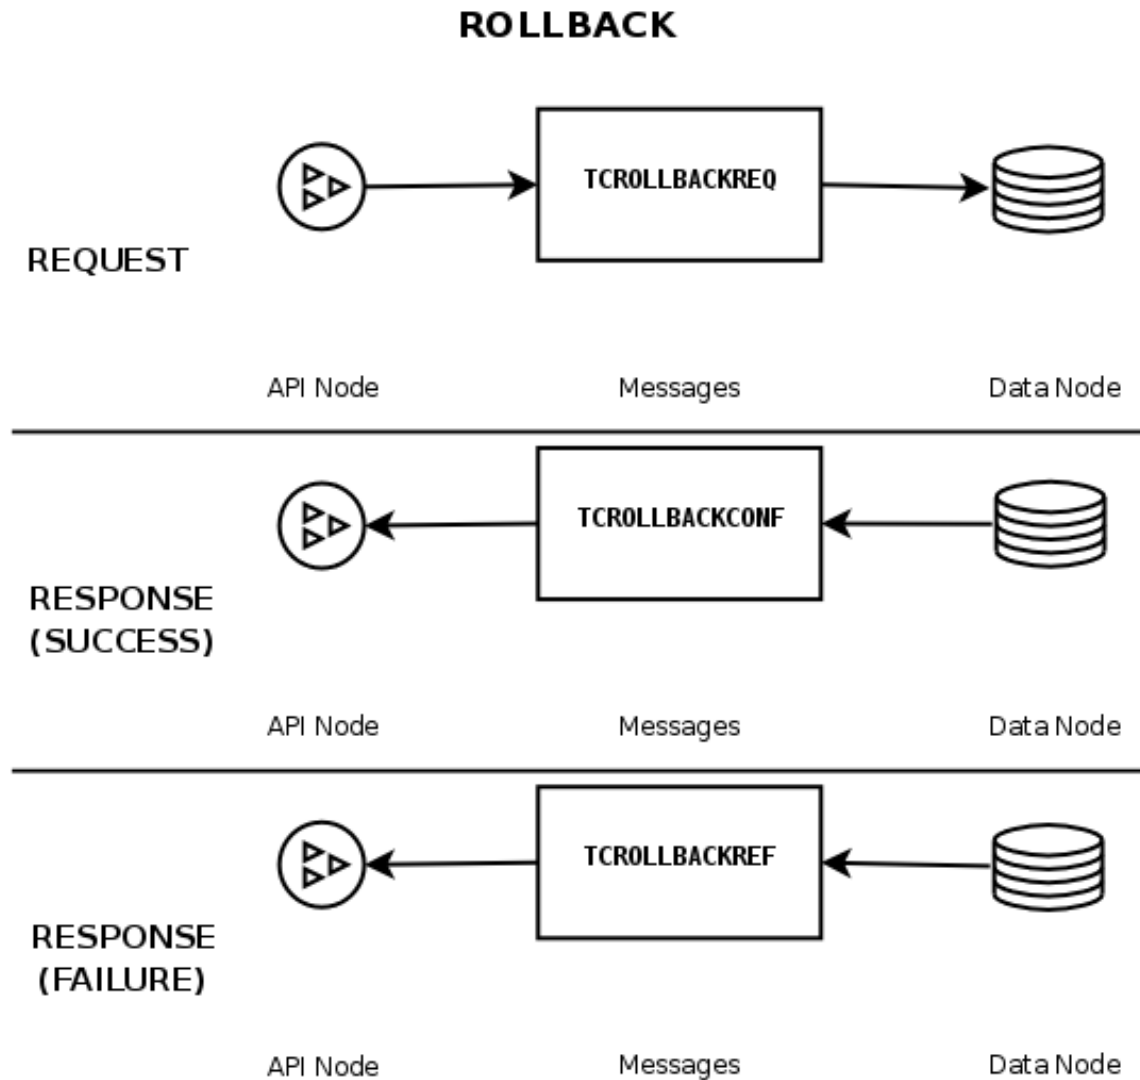 ROLLBACK
TCROLLBACKREQ
REQUEST
API Node
Messages
Data Node
TCROLLBACKCONF
RESPONSE
(SUCCESS)
API Node
Messages
Data Node
TCROLLBACKREF
RESPONSE
(FAILURE)
API Node
Messages
Data Node